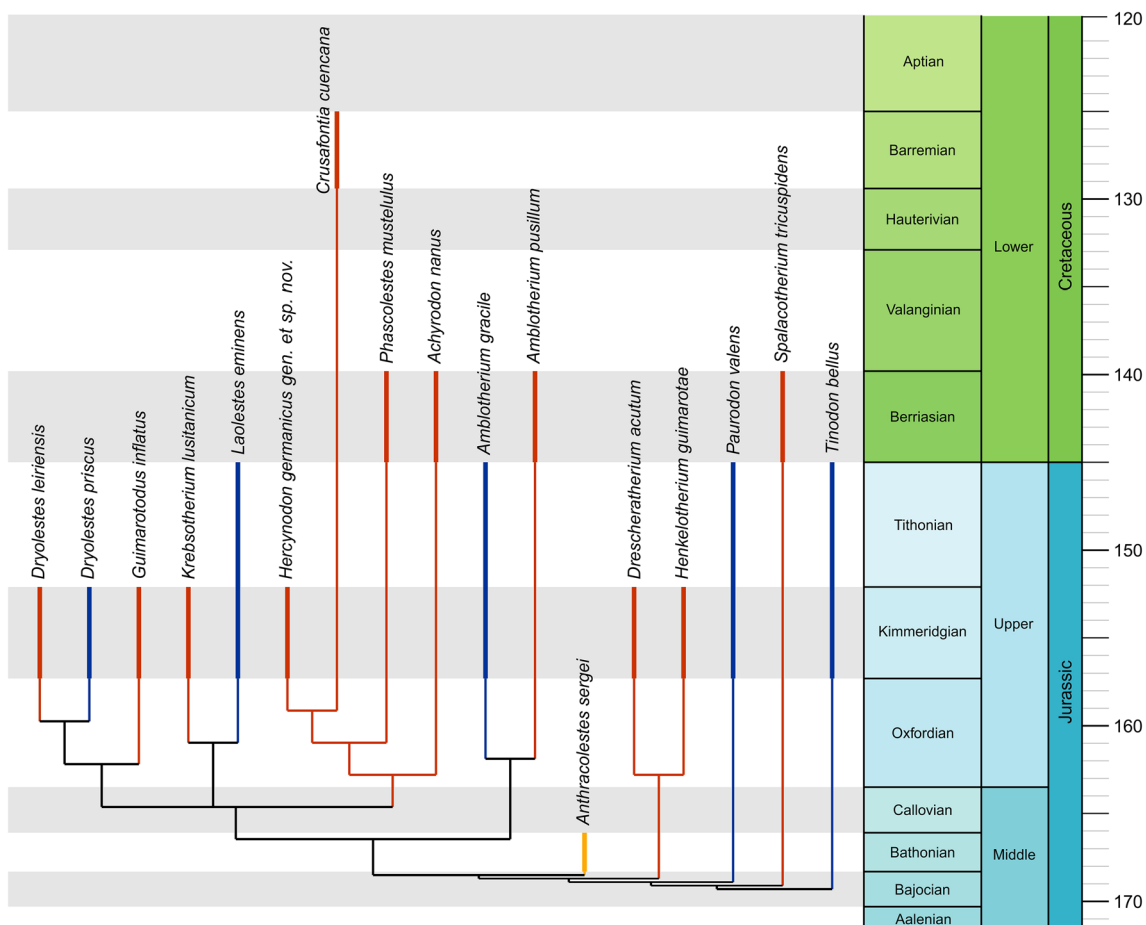 Dryolestes leiriensis
Dryolestes priscus
Guimarotodus inflatus
Krebsotherium lusitanicum
Laolestes eminens
Hercynodon germanicus gen. et sp. nov.
Crusafontia cuencana
Phascolestes mustelulus
Achyrodon nanus
Amblotherium gracile
Amblotherium pusillum
Anthracolestes sergei
Drescheratherium acutum
Henkelotherium guimarotae
Paurodon valens
Spalacotherium tricuspidens
Tinodon bellus
Aptian
Barremian
Hauterivian
Valanginian
Berriasian
Tithonian
Kimmeridgian
Oxfordian
Callovian
Bathonian
Bajocian
Aalenian
Lower
Upper
Middle
Cretaceous
Jurassic
120
130
140
150
160
170